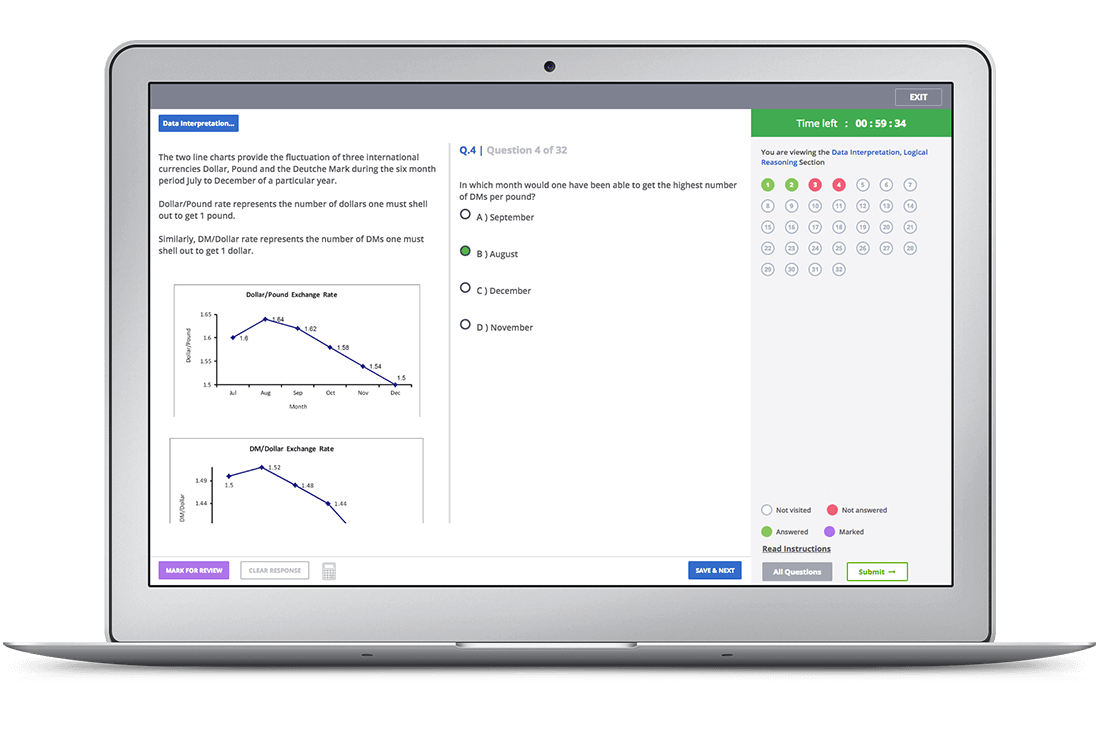 EXIT
Data Interpretation...
Time left : 00 : 59 : 34
The two line charts provide the fluctuation of three international
currencies Dollar, Pound and the Deutche Mark during the six month
period July to December of a particular year.
Dollar/Pound rate represents the number of dollars one must shell
out to get 1 pound.
Similarly, DM/Dollar rate represents the number of DMs one must
shell out to get 1 dollar.
Dollar/Pound Exchange Rate
Dollar/Pound
1.65
1.6
1.55
1.5
1.6
1.64
1.62
1.58
1.54
1.5
Jul Aug Sep Oct Nov Dec
Month
DM/Dollar Exchange Rate
DM/Dollar
1.49
1.44
1.5
1.52
1.48
1.44
Q.4 | Question 4 of 32
In which month would one have been able to get the highest number
of DMs per pound?
A ) September
B ) August
C ) December
D ) November
You are viewing the Data Interpretation, Logical
Reasoning Section
1 2 3 4 5 6 7
8 9 10 11 12 13 14
15 16 17 18 19 20 21
22 23 24 25 26 27 28
29 30 31 32
Not visited Not answered
Answered Marked
Read Instructions
MARK FOR REVIEW CLEAR RESPONSE SAVE & NEXT All Questions Submit →